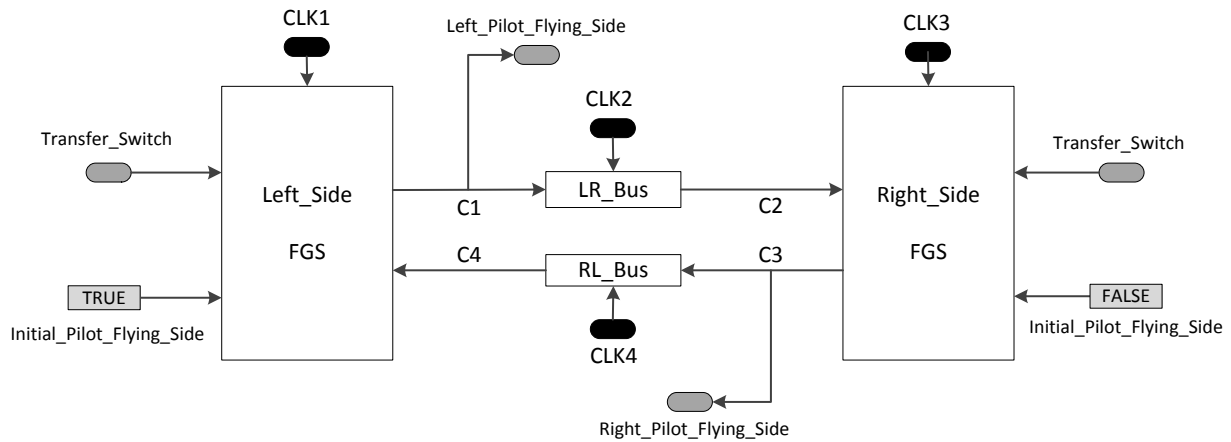 CLK1
Left_Pilot_Flying_Side
CLK3
CLK2
Transfer_Switch
Transfer_Switch
Left_Side
FGS
LR_Bus
Right_Side
FGS
C1
C2
C4
C3
RL_Bus
TRUE
Initial_Pilot_Flying_Side
FALSE
Initial_Pilot_Flying_Side
CLK4
Right_Pilot_Flying_Side